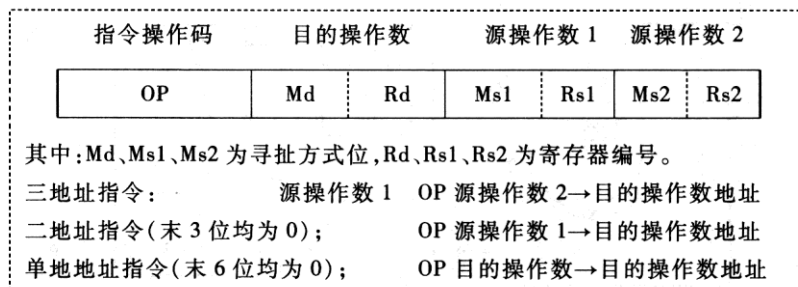 指令操作码 目的操作数 源操作数 1 源操作数 2
OP Md Rd Ms1 Rs1 Ms2 Rs2
其中:Md、Ms1、Ms2 为寻扯方式位,Rd、Rs1、Rs2 为寄存器编号。
三地址指令: 源操作数 1 OP 源操作数 2→目的操作数地址
二地址指令(末 3 位均为 0); OP 源操作数 1→目的操作数地址
单地地址指令(末 6 位均为 0); OP 目的操作数→目的操作数地址